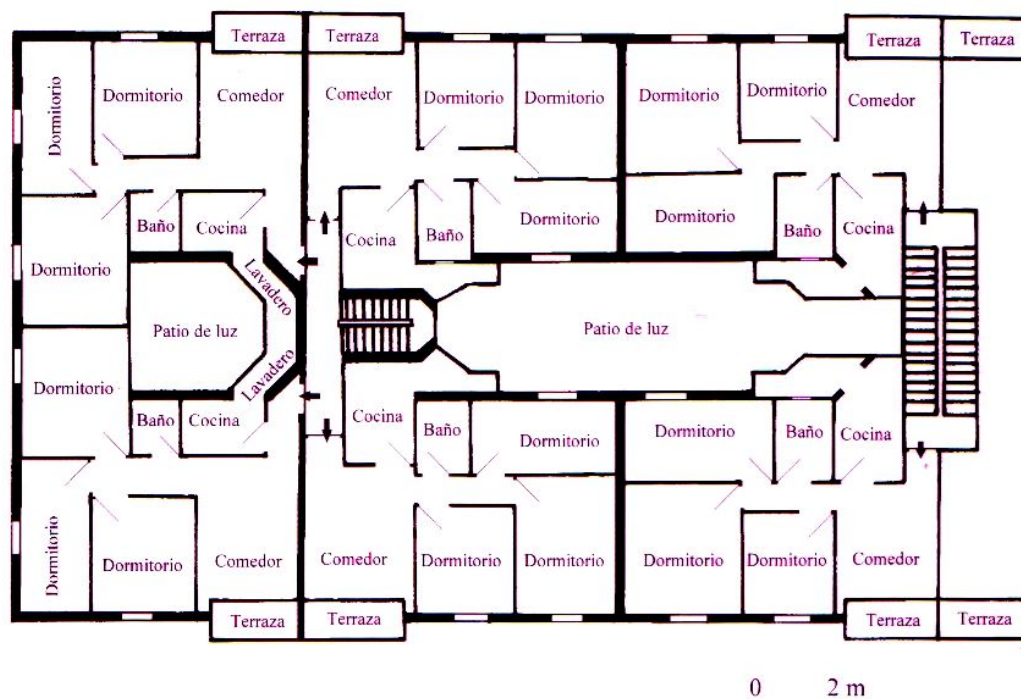 Terraza Terraza Terraza Terraza
Dormitorio Dormitorio Comedor Comedor Dormitorio Dormitorio Dormitorio Dormitorio Comedor
Baño Cocina Cocina Baño Dormitorio Dormitorio Baño Cocina
Dormitorio Lavadero
Patio de luz Patio de luz
Dormitorio Lavadero
Baño Cocina Cocina Baño Dormitorio Dormitorio Baño Cocina
Dormitorio Dormitorio Comedor Comedor Dormitorio Dormitorio Dormitorio Dormitorio Comedor
Terraza Terraza Terraza Terraza
0 2 m